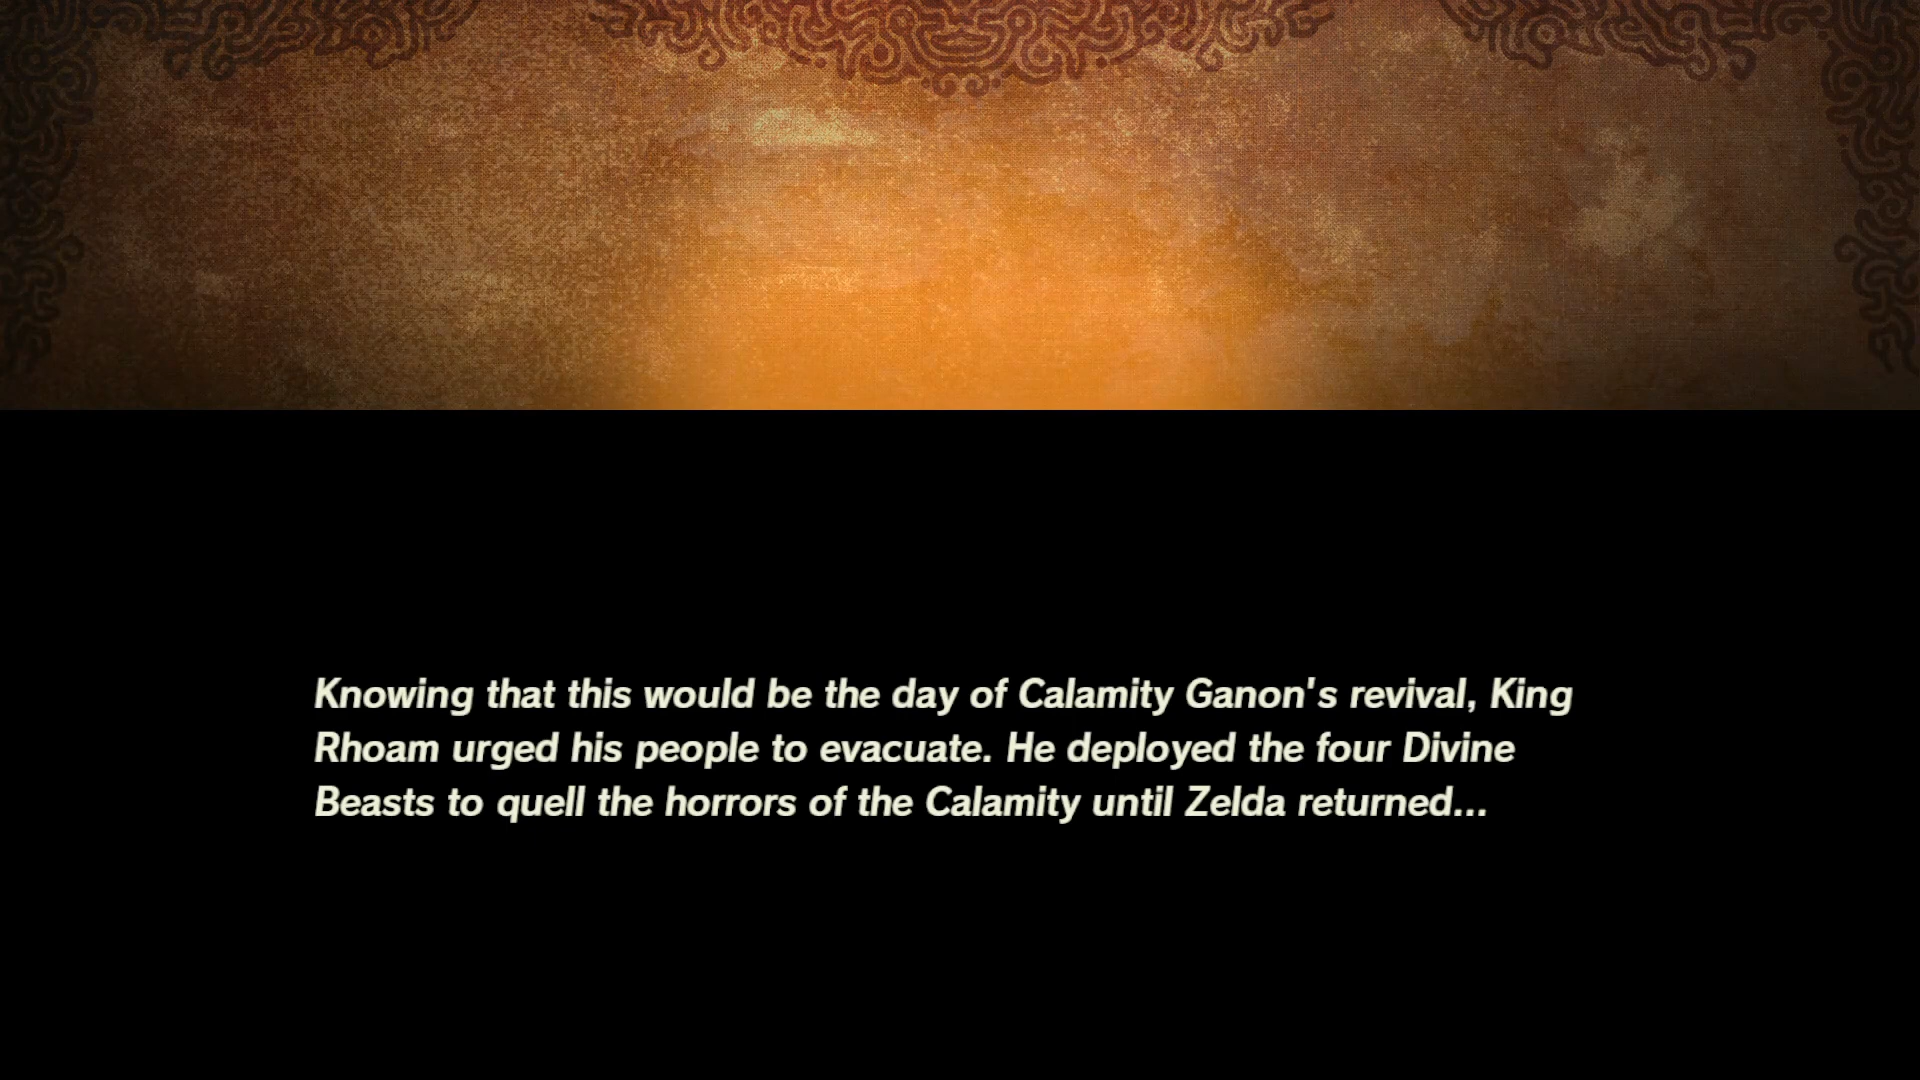 Knowing that this would be the day of Calamity Ganon's revival, King
Rhoam urged his people to evacuate. He deployed the four Divine
Beasts to quell the horrors of the Calamity until Zelda returned...